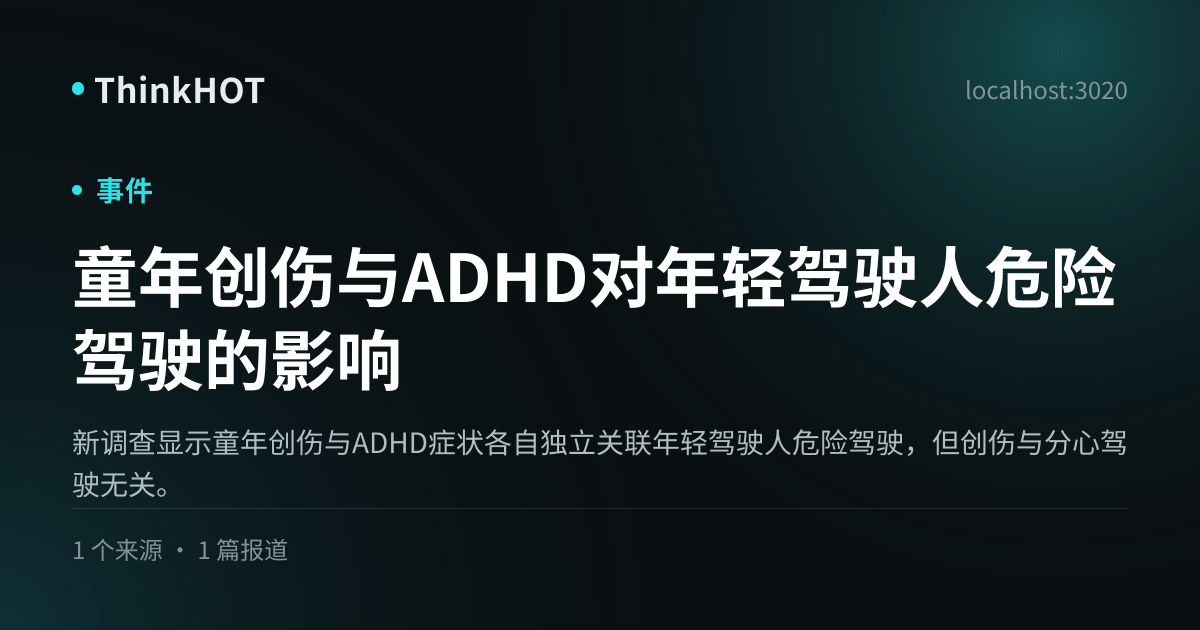 ThinkHOT
localhost:3020
事件
童年创伤与ADHD对年轻驾驶人危险
驾驶的影响
新调查显示童年创伤与ADHD症状各自独立关联年轻驾驶人危险驾驶，但创伤与分心驾
驶无关。
1 个来源 · 1 篇报道